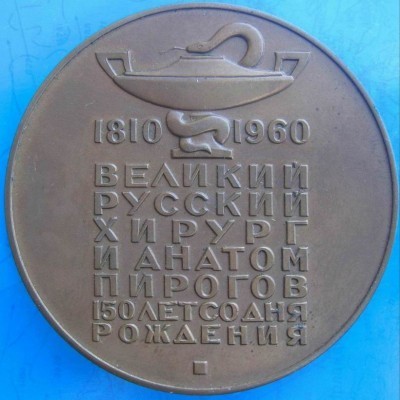 1810 1960
ВЕЛИКИЙ
РУССКИЙ
ХИРУРГ
И АНАТОМ
ПИРОГОВ
150 ЛЕТ СО ДНЯ
РОЖДЕНИЯ